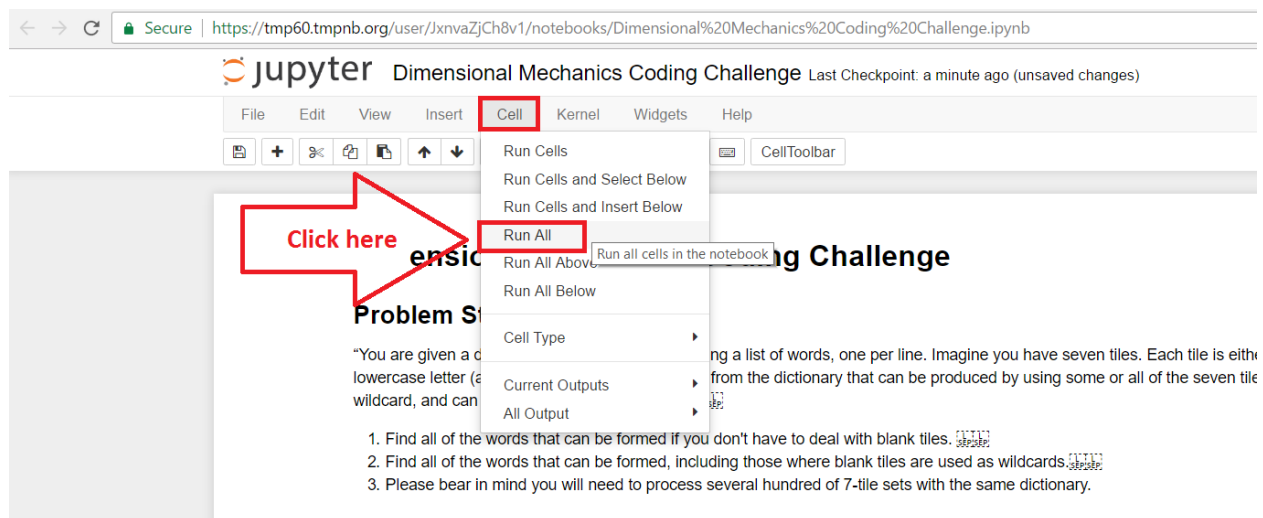 Secure | https://tmp60.tmpnb.org/user/JxnvaZjCh8v1/notebooks/Dimensional%20Mechanics%20Coding%20Challenge.ipynb
jupyter Dimensional Mechanics Coding Challenge Last Checkpoint: a minute ago (unsaved changes)
File Edit View Insert Cell Kernel Widgets Help
Run Cells CellToolbar
Run Cells and Select Below
Run Cells and Insert Below
Click here Run All
Run all cells in the notebook
Challenge
Run All Above
Run All Below
Problem
Cell Type
“You are given a ng a list of words, one per line. Imagine you have seven tiles. Each tile is eithe
lowercase letter (a from the dictionary that can be produced by using some or all of the seven tile
Current Outputs
wildcard, and can
All Output
1. Find all of the words that can be formed if you don't have to deal with blank tiles.
2. Find all of the words that can be formed, including those where blank tiles are used as wildcards.
3. Please bear in mind you will need to process several hundred of 7-tile sets with the same dictionary.